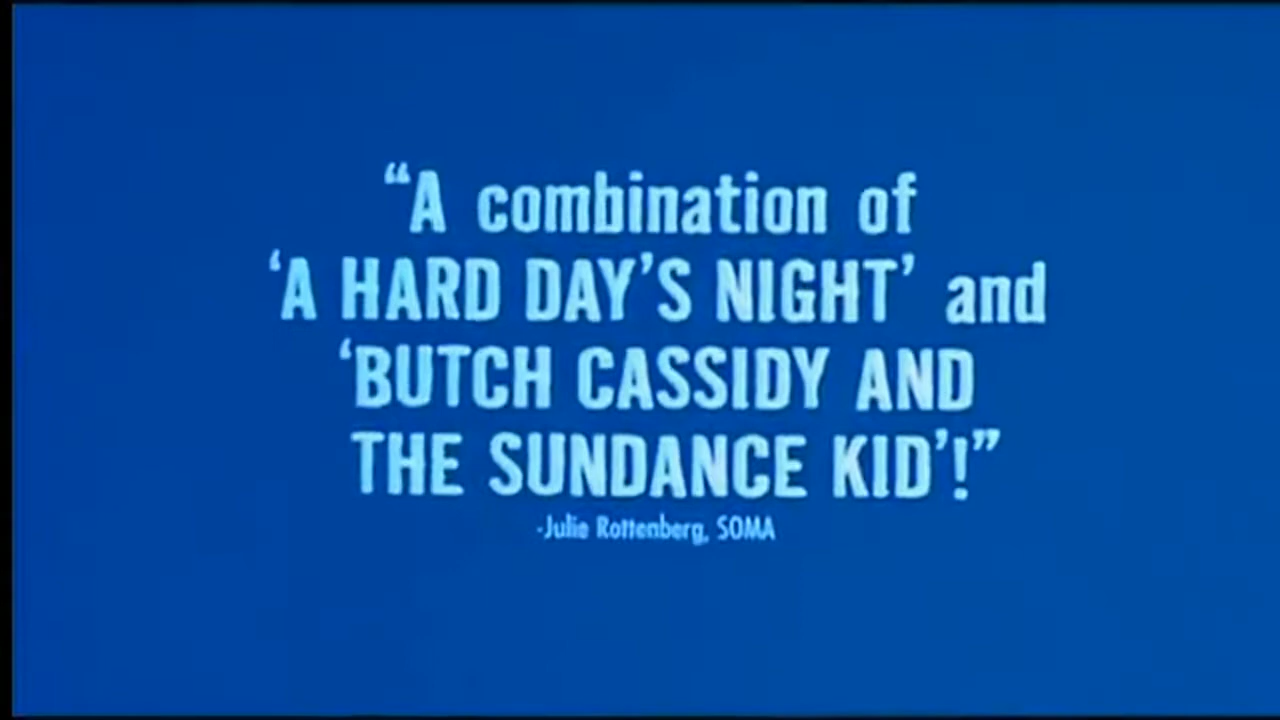 “A combination of
‘A HARD DAY’S NIGHT’ and
‘BUTCH CASSIDY AND
THE SUNDANCE KID’!”
-Julie Rottenberg, SOMA